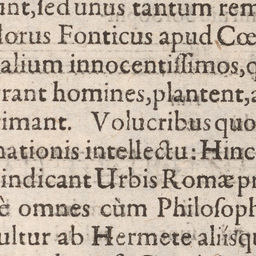 nt, ſed unus tantum rem
lorus Fonticus apud Cœ
alium innocentiſſimos, q
rant homines, plantent, a
imant. Volucribus quo
nationis intellectu: Hinc
indicant Urbis Romæ pr
è omnes cùm Philoſoph
ultur ab Hermete aliisqu